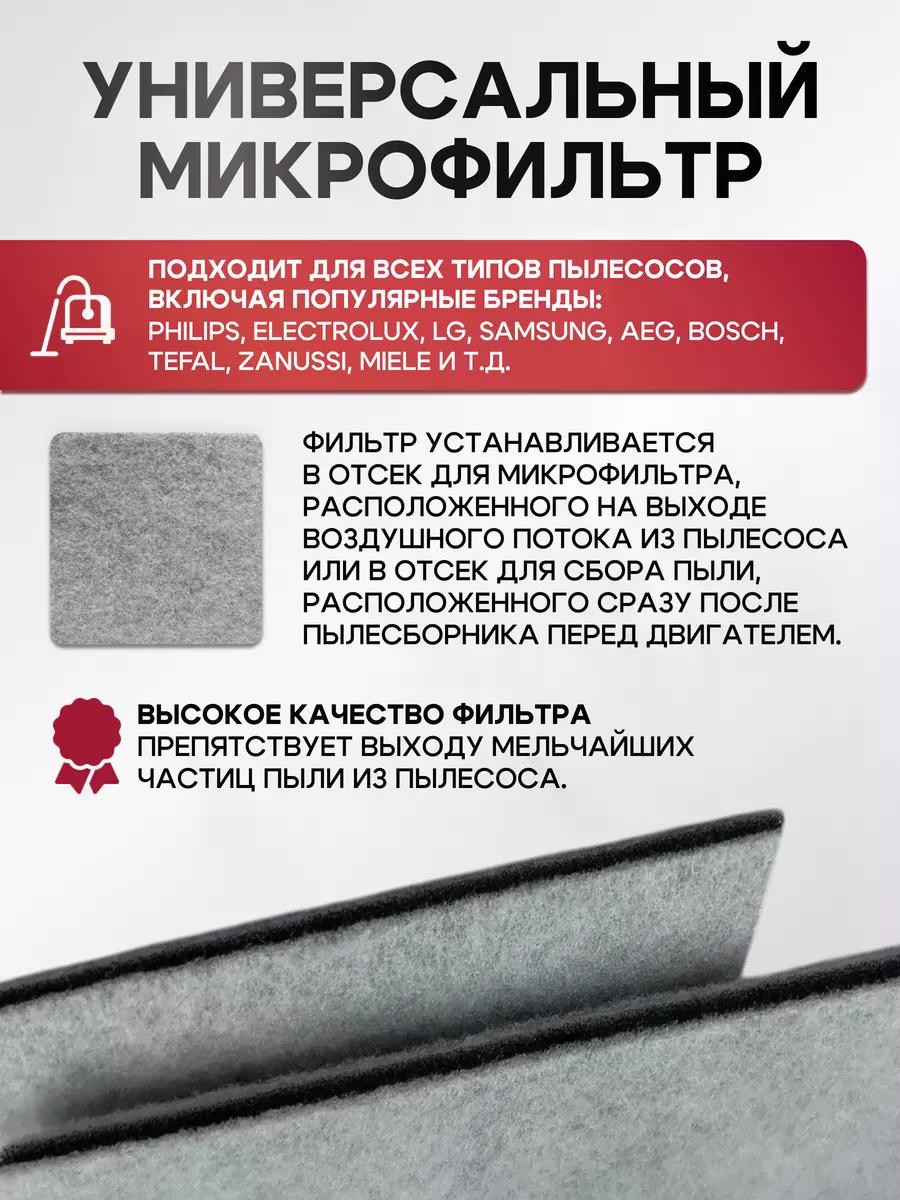 УНИВЕРСАЛЬНЫЙ
МИКРОФИЛЬТР
ПОДХОДИТ ДЛЯ ВСЕХ ТИПОВ ПЫЛЕСОСОВ,
ВКЛЮЧАЯ ПОПУЛЯРНЫЕ БРЕНДЫ:
PHILIPS, ELECTROLUX, LG, SAMSUNG, AEG, BOSCH,
TEFAL, ZANUSSI, MIELE И Т.Д.
ФИЛЬТР УСТАНАВЛИВАЕТСЯ
В ОТСЕК ДЛЯ МИКРОФИЛЬТРА,
РАСПОЛОЖЕННОГО НА ВЫХОДЕ
ВОЗДУШНОГО ПОТОКА ИЗ ПЫЛЕСОСА
ИЛИ В ОТСЕК ДЛЯ СБОРА ПЫЛИ,
РАСПОЛОЖЕННОГО СРАЗУ ПОСЛЕ
ПЫЛЕСБОРНИКА ПЕРЕД ДВИГАТЕЛЕМ.
ВЫСОКОЕ КАЧЕСТВО ФИЛЬТРА
ПРЕПЯТСТВУЕТ ВЫХОДУ МЕЛЬЧАЙШИХ
ЧАСТИЦ ПЫЛИ ИЗ ПЫЛЕСОСА.